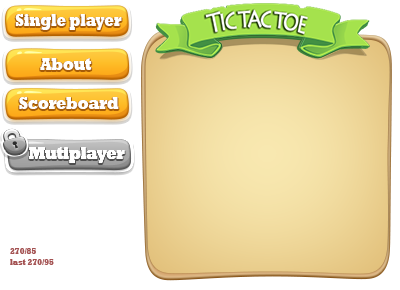 TICTACTOE
Single player
About
Scoreboard
Mutlplayer
270/85
last 270/95